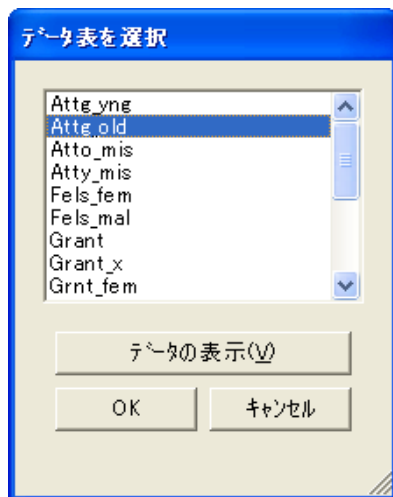 データ表を選択
Attg_yng
Attg_old
Atto_mis
Atty_mis
Fels_fem
Fels_mal
Grant
Grant_x
Grnt_fem
データの表示(V)
OK キャンセル